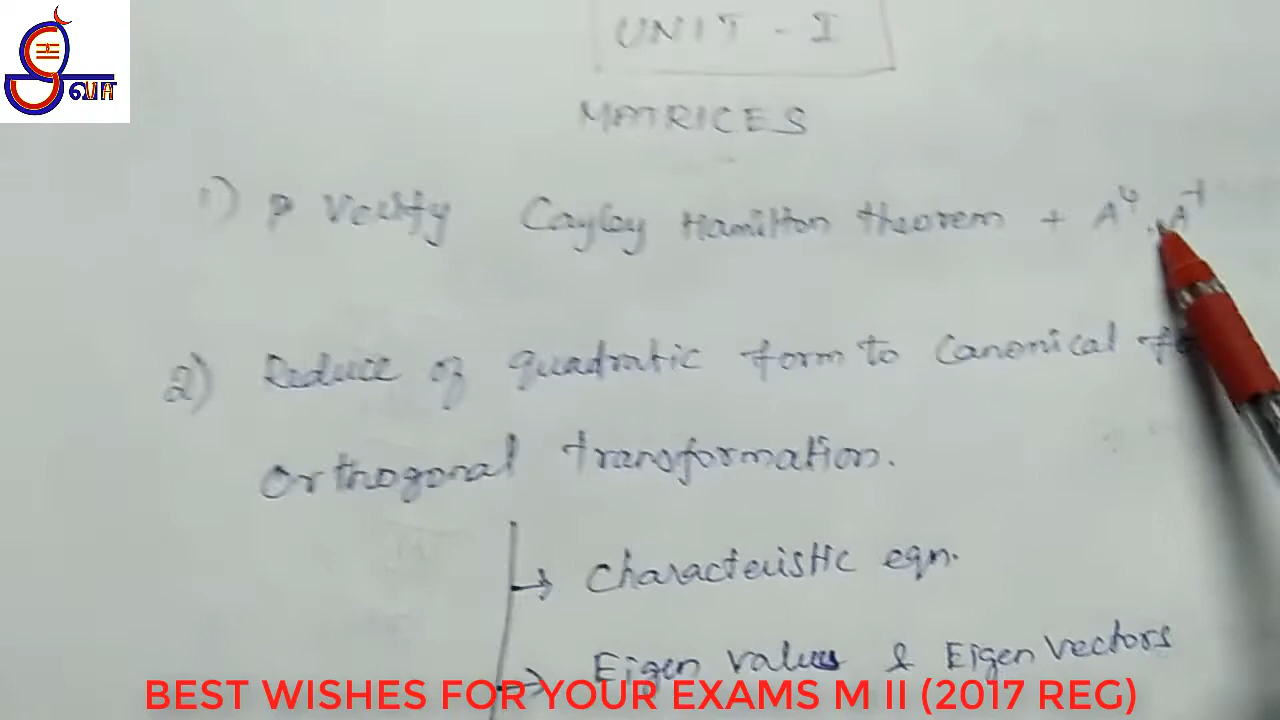 UNIT - I
MATRICES
1) Verify Cayley Hamilton theorem + A⁴, A⁻¹
2) Reduce of quadratic form to canonical
orthogonal transformation.
→ characteristic eqn.
→ Eigen values & Eigen vectors
BEST WISHES FOR YOUR EXAMS M II (2017 REG)